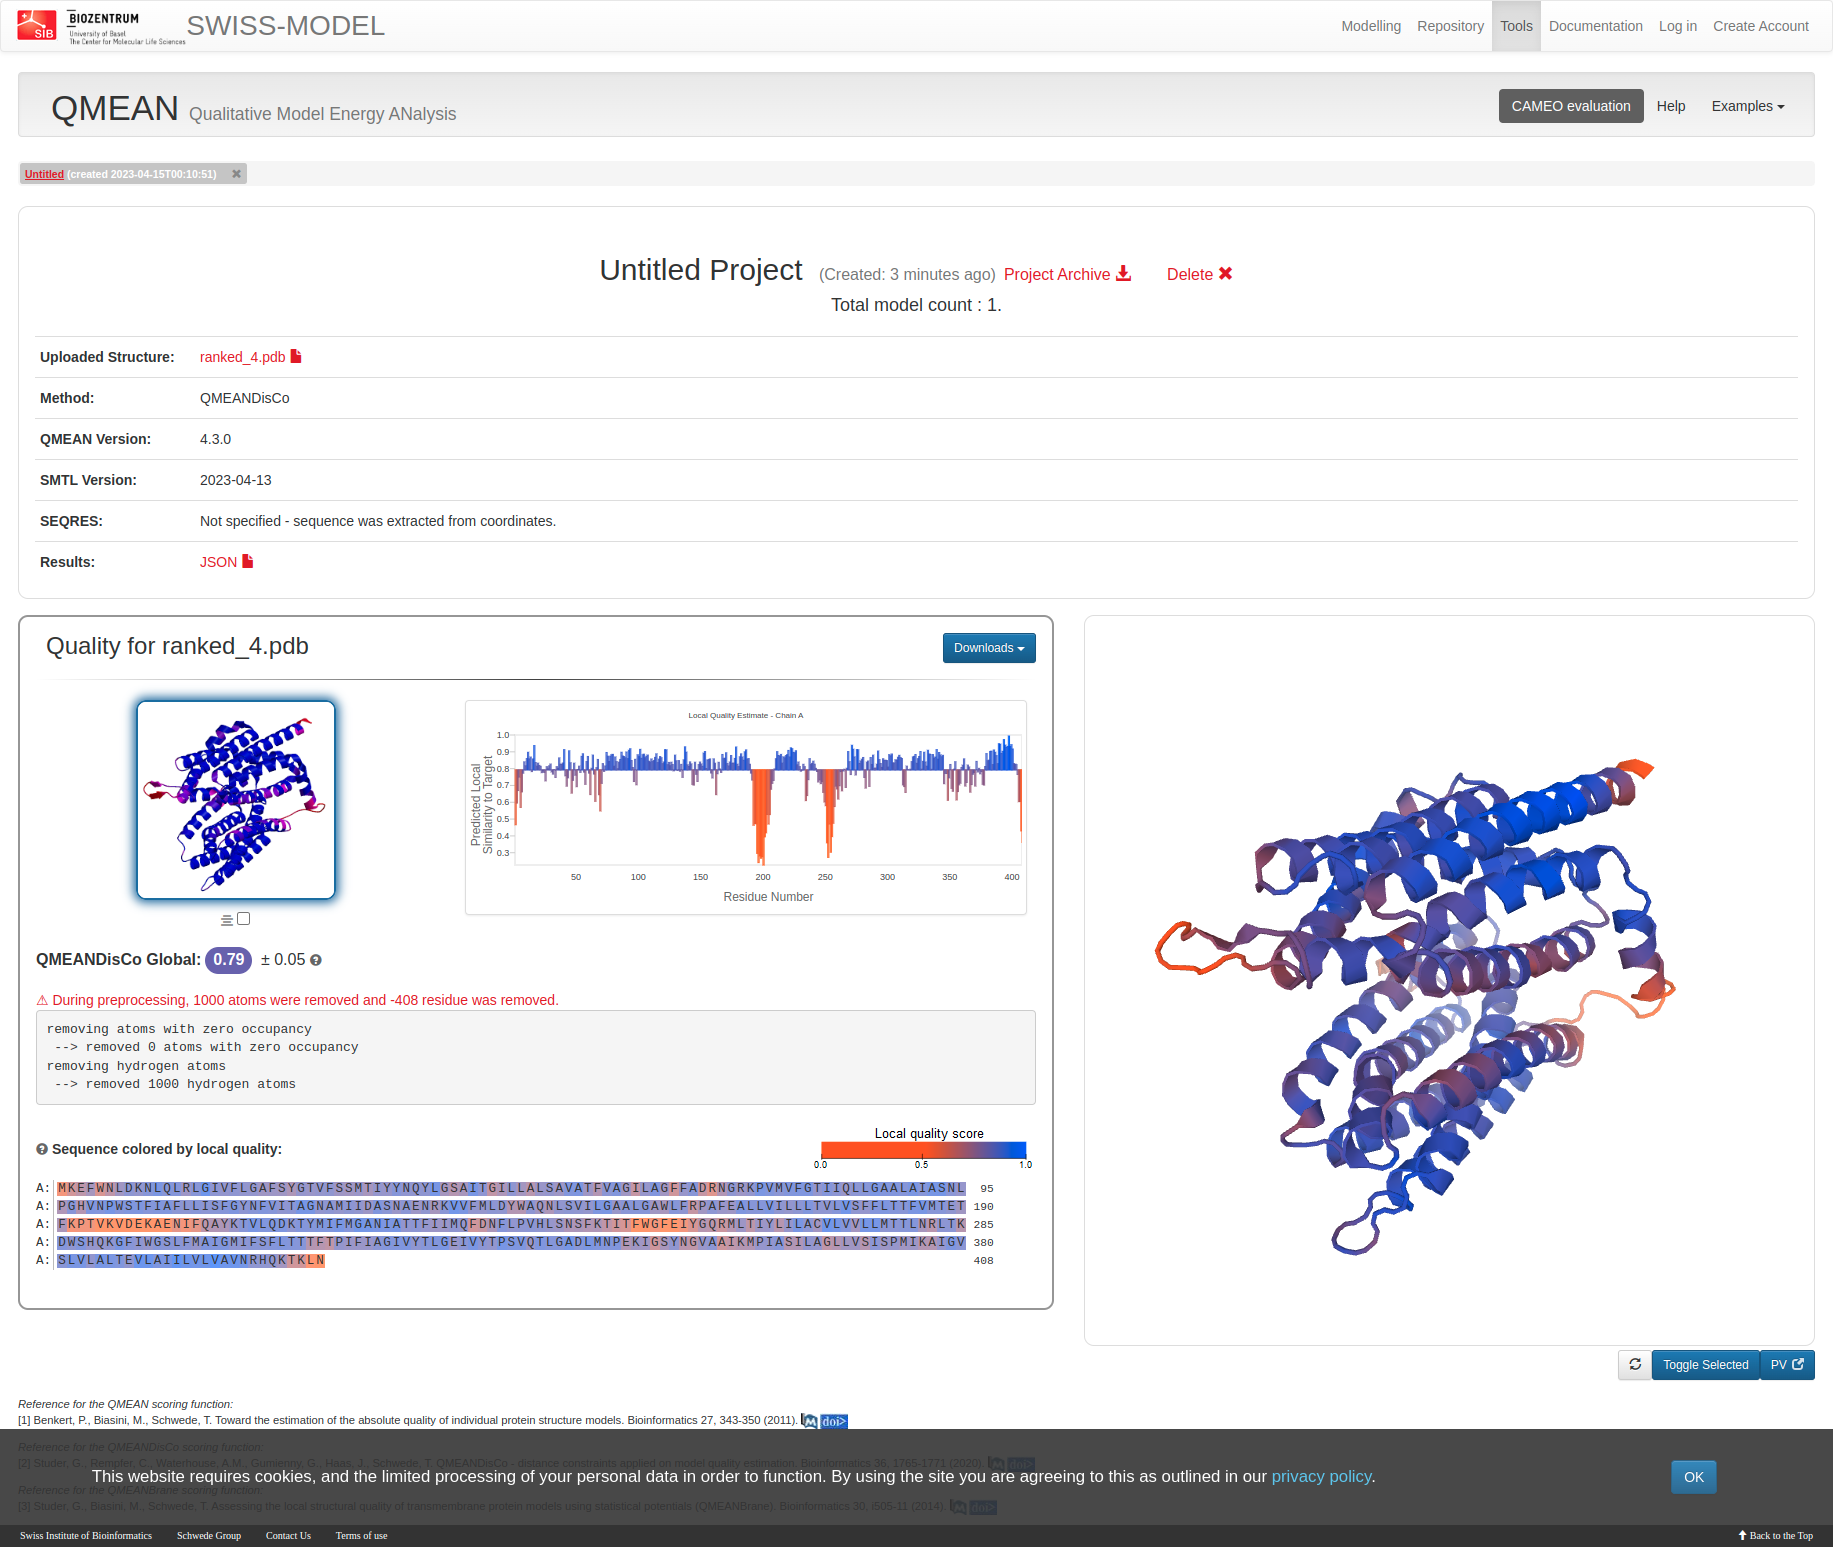 SIB
BIOZENTRUM
University of Basel
The Center for Molecular Life Sciences
SWISS-MODEL
Modelling Repository Tools Documentation Log in Create Account
QMEAN Qualitative Model Energy ANalysis
CAMEO evaluation Help Examples
Untitled (created 2023-04-15T00:10:51) ✖
Untitled Project (Created: 3 minutes ago) Project Archive Delete ✖
Total model count : 1.
Uploaded Structure: ranked_4.pdb
Method: QMEANDisCo
QMEAN Version: 4.3.0
SMTL Version: 2023-04-13
SEQRES: Not specified - sequence was extracted from coordinates.
Results: JSON
Quality for ranked_4.pdb
Downloads
Local Quality Estimate - Chain A
Predicted Local
Similarity to Target
1.0
0.9
0.8
0.7
0.6
0.5
0.4
0.3
50 100 150 200 250 300 350 400
Residue Number
QMEANDisCo Global: 0.79 ± 0.05
⚠ During preprocessing, 1000 atoms were removed and -408 residue was removed.
removing atoms with zero occupancy
--> removed 0 atoms with zero occupancy
removing hydrogen atoms
--> removed 1000 hydrogen atoms
Sequence colored by local quality:
Local quality score
0.0 0.5 1.0
A: MKEFWNLDKNLQLRLGIVFLGAFSYGTVFSSMTIYYNQYLGSAITGILLALSAVATFVAGILAGFFADRNGRKPVMVFGTIIQLLGAALAIASNL 95
A: PGHVNPWSTFIAFLLISFGYNFVITAGNAMIIDASNAENRKVVFMLDYWAQNLSVILGAALGAWLFRPAFEALLVILLLTVLVSFFLTTFVMTET 190
A: FKPTVKVDEKAENIFQAYKTVLQDKTYMIFMGANIATTFIIMQFDNFLPVHLSNSFKTITFWGFEIYGQRMLTIYLILACVLVVLLMTTLNRLTK 285
A: DWSHQKGFIWGSLFMAIGMIFSFLTTTFTPIFIAGIVYTLGEIVYTPSVQTLGADLMNPEKIGSYNGVAAIKMPIASILAGLLVSISPMIKAIGV 380
A: SLVLALTEVLAIILVLVAVNRHQKTKLN 408
Toggle Selected PV
Reference for the QMEAN scoring function:
[1] Benkert, P., Biasini, M., Schwede, T. Toward the estimation of the absolute quality of individual protein structure models. Bioinformatics 27, 343-350 (2011). doi>
Reference for the QMEANDisCo scoring function:
[2] Studer, G., Rempfer, C., Waterhouse, A.M., Gumienny, G., Haas, J., Schwede, T. QMEANDisCo - distance constraints applied on model quality estimation. Bioinformatics 36, 1765-1771 (2020). doi>
This website requires cookies, and the limited processing of your personal data in order to function. By using the site you are agreeing to this as outlined in our privacy policy.
OK
Reference for the QMEANBrane scoring function:
[3] Studer, G., Biasini, M., Schwede, T. Assessing the local structural quality of transmembrane protein models using statistical potentials (QMEANBrane). Bioinformatics 30, i505-i11 (2014). doi>
Swiss Institute of Bioinformatics Schwede Group Contact Us Terms of use
Back to the Top